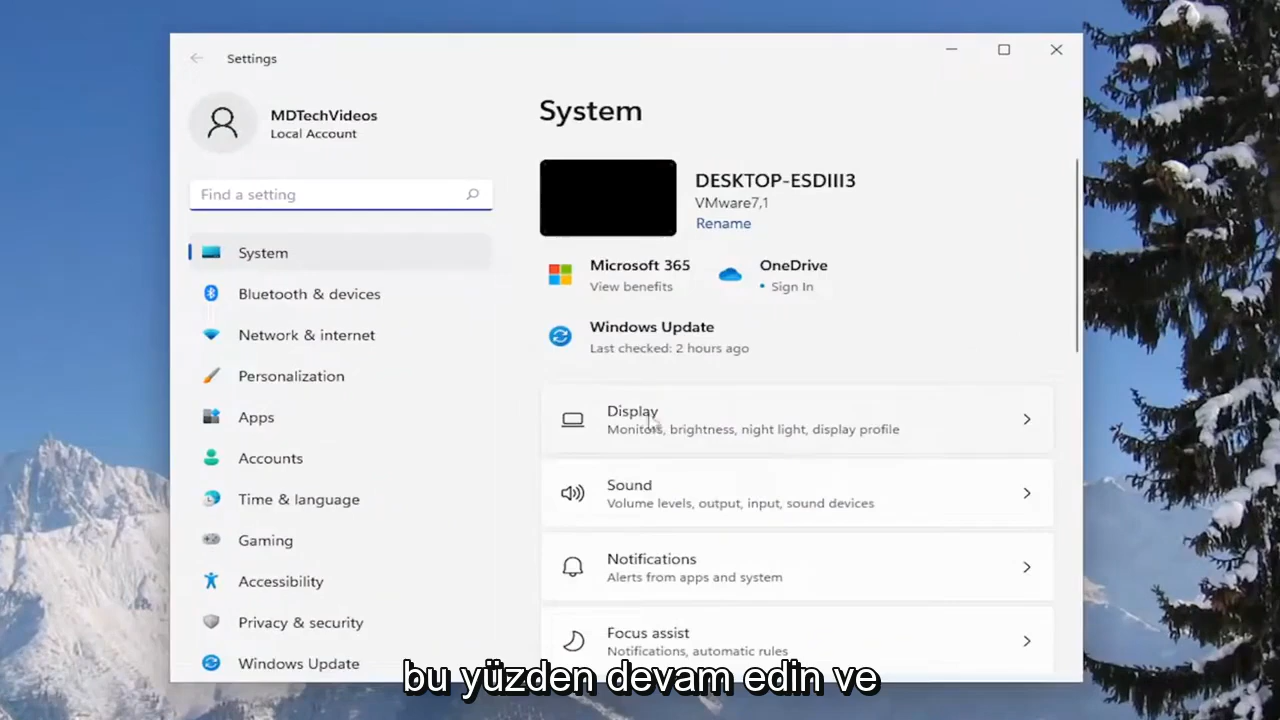 Settings
MDTechVideos
Local Account
Find a setting
System
Bluetooth & devices
Network & internet
Personalization
Apps
Accounts
Time & language
Gaming
Accessibility
Privacy & security
Windows Update
System
DESKTOP-ESDIII3
VMware7,1
Rename
Microsoft 365
View benefits
OneDrive
• Sign In
Windows Update
Last checked: 2 hours ago
Display
Monitors, brightness, night light, display profile
Sound
Volume levels, output, input, sound devices
Notifications
Alerts from apps and system
Focus assist
Notifications, automatic rules
bu yüzden devam edin ve